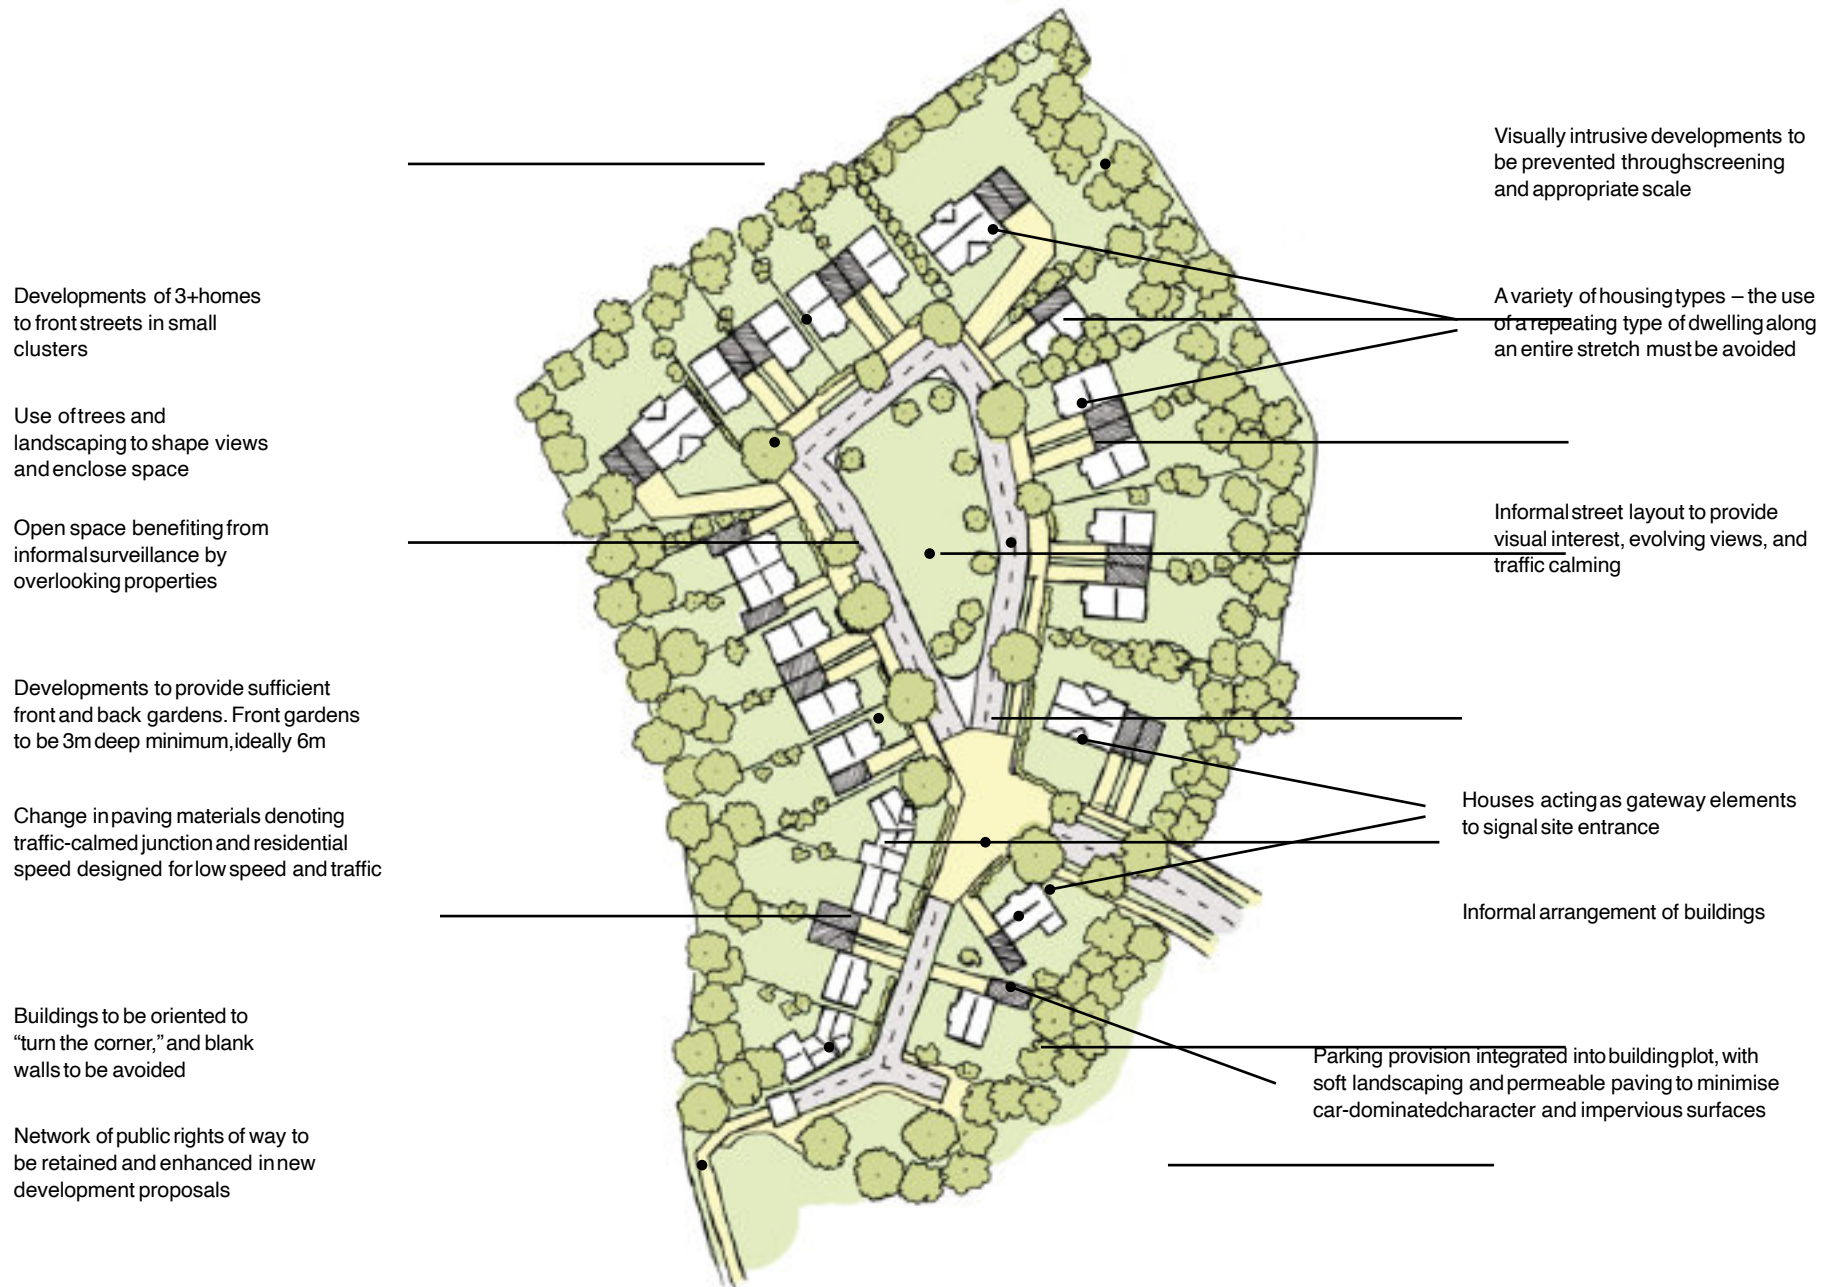 Developments of 3+homes
to front streets in small
clusters
Use of trees and
landscaping to shape views
and enclose space
Open space benefiting from
informal surveillance by
overlooking properties
Developments to provide sufficient
front and back gardens. Front gardens
to be 3m deep minimum, ideally 6m
Change in paving materials denoting
traffic-calmed junction and residential
speed designed for low speed and traffic
Buildings to be oriented to
“turn the corner,” and blank
walls to be avoided
Network of public rights of way to
be retained and enhanced in new
development proposals
Visually intrusive developments to
be prevented throughscreening
and appropriate scale
A variety of housing types – the use
of a repeating type of dwelling along
an entire stretch must be avoided
Informal street layout to provide
visual interest, evolving views, and
traffic calming
Houses acting as gateway elements
to signal site entrance
Informal arrangement of buildings
Parking provision integrated into building plot, with
soft landscaping and permeable paving to minimise
car-dominatedcharacter and impervious surfaces